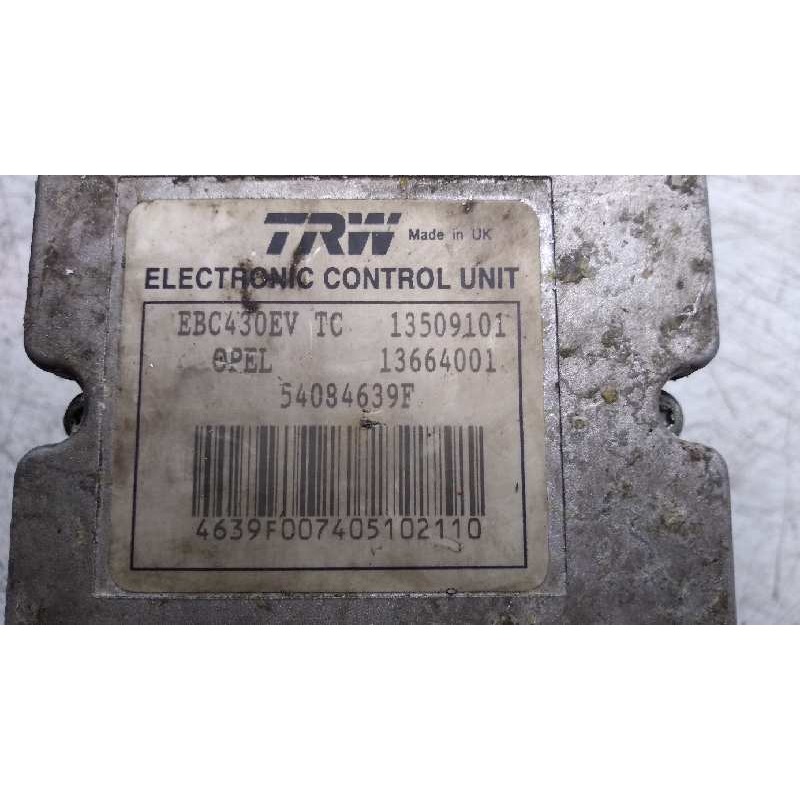 TRW Made in UK
ELECTRONIC CONTROL UNIT
EBC430EV TC 13509101
OPEL 13664001
54084639F
4639F007405102110